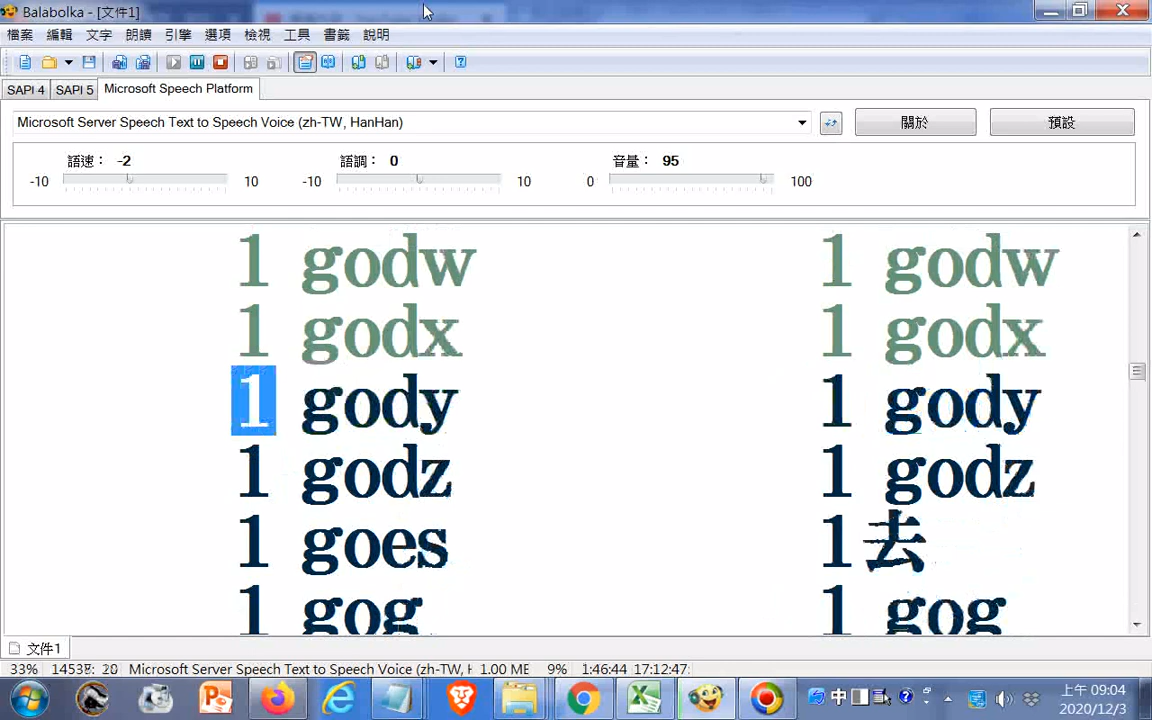 Balabolka - [文件1]
檔案 編輯 文字 朗讀 引擎 選項 檢視 工具 書籤 說明
SAPI 4 SAPI 5 Microsoft Speech Platform
Microsoft Server Speech Text to Speech Voice (zh-TW, HanHan) 關於 預設
語速： -2 語調： 0 音量： 95
-10 10 -10 10 0 100
1 godw 1 godw
1 godx 1 godx
1 gody 1 gody
1 godz 1 godz
1 goes 1去
1 gog 1 gog
文件1
33% 20 Microsoft Server Speech Text to Speech Voice (zh-TW, 1.00 ME 9% 1:46:44 17:12:47:
中 上午 09:04
2020/12/3